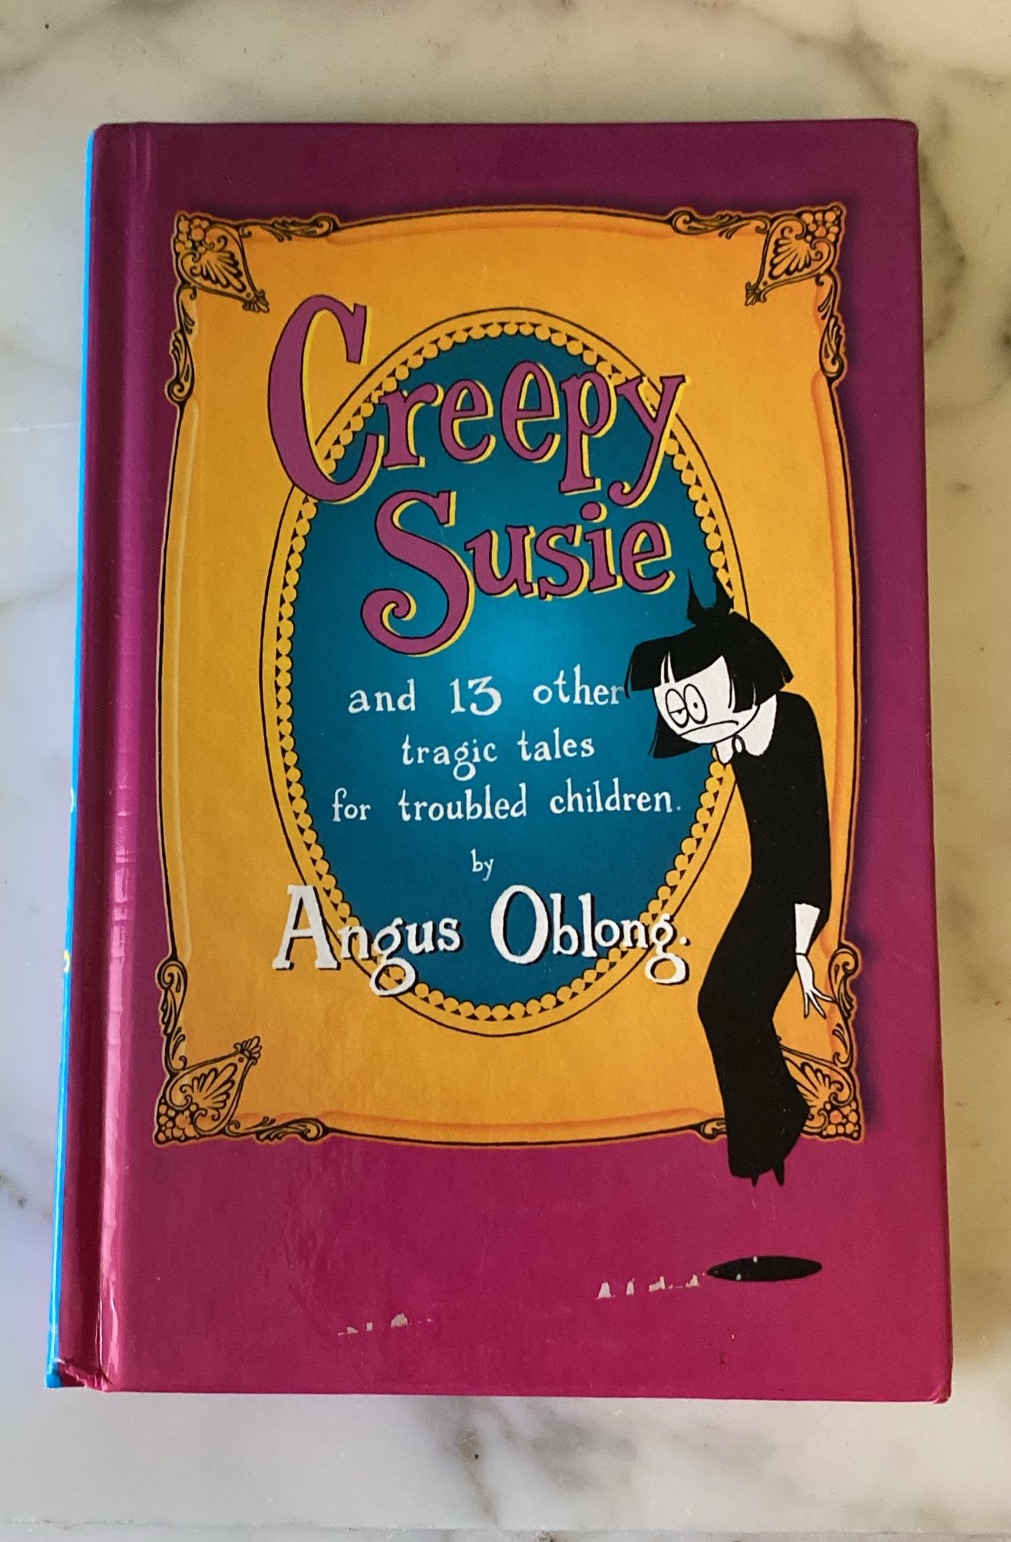 Creepy
Susie
and 13 other
tragic tales
for troubled children.
by
Angus Oblong.